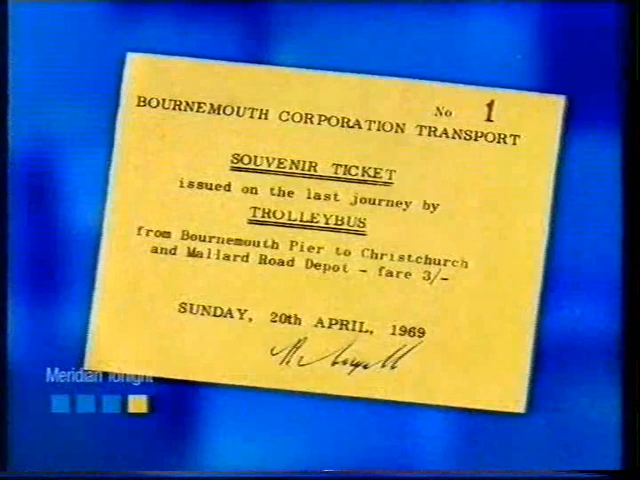 No 1
BOURNEMOUTH CORPORATION TRANSPORT
SOUVENIR TICKET
issued on the last journey by
TROLLEYBUS
from Bournemouth Pier to Christchurch
and Mallard Road Depot - fare 3/-
SUNDAY, 20th APRIL, 1969
Meridian Tonight